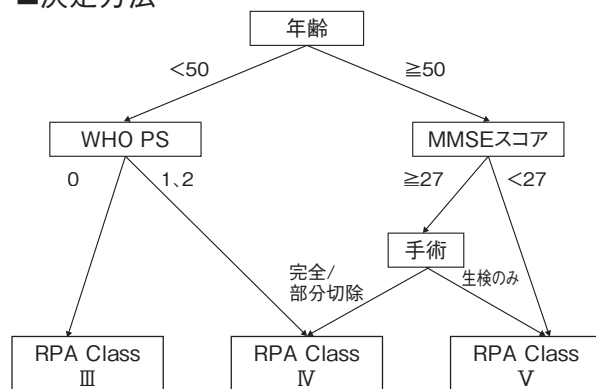 ■決定方法
年齢
<50
≧50
WHO PS
MMSEスコア
0
1、2
≧27
<27
手術
完全/
部分切除
生検のみ
RPA Class
Ⅲ
RPA Class
Ⅳ
RPA Class
Ⅴ